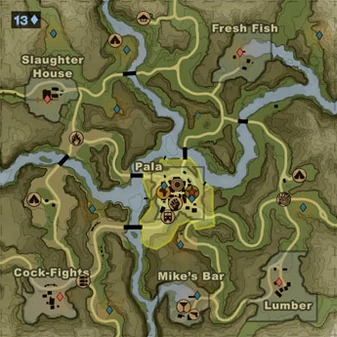 13
Fresh Fish
Slaughter
House
Pala
Cock-Fights
Mike's Bar
Lumber